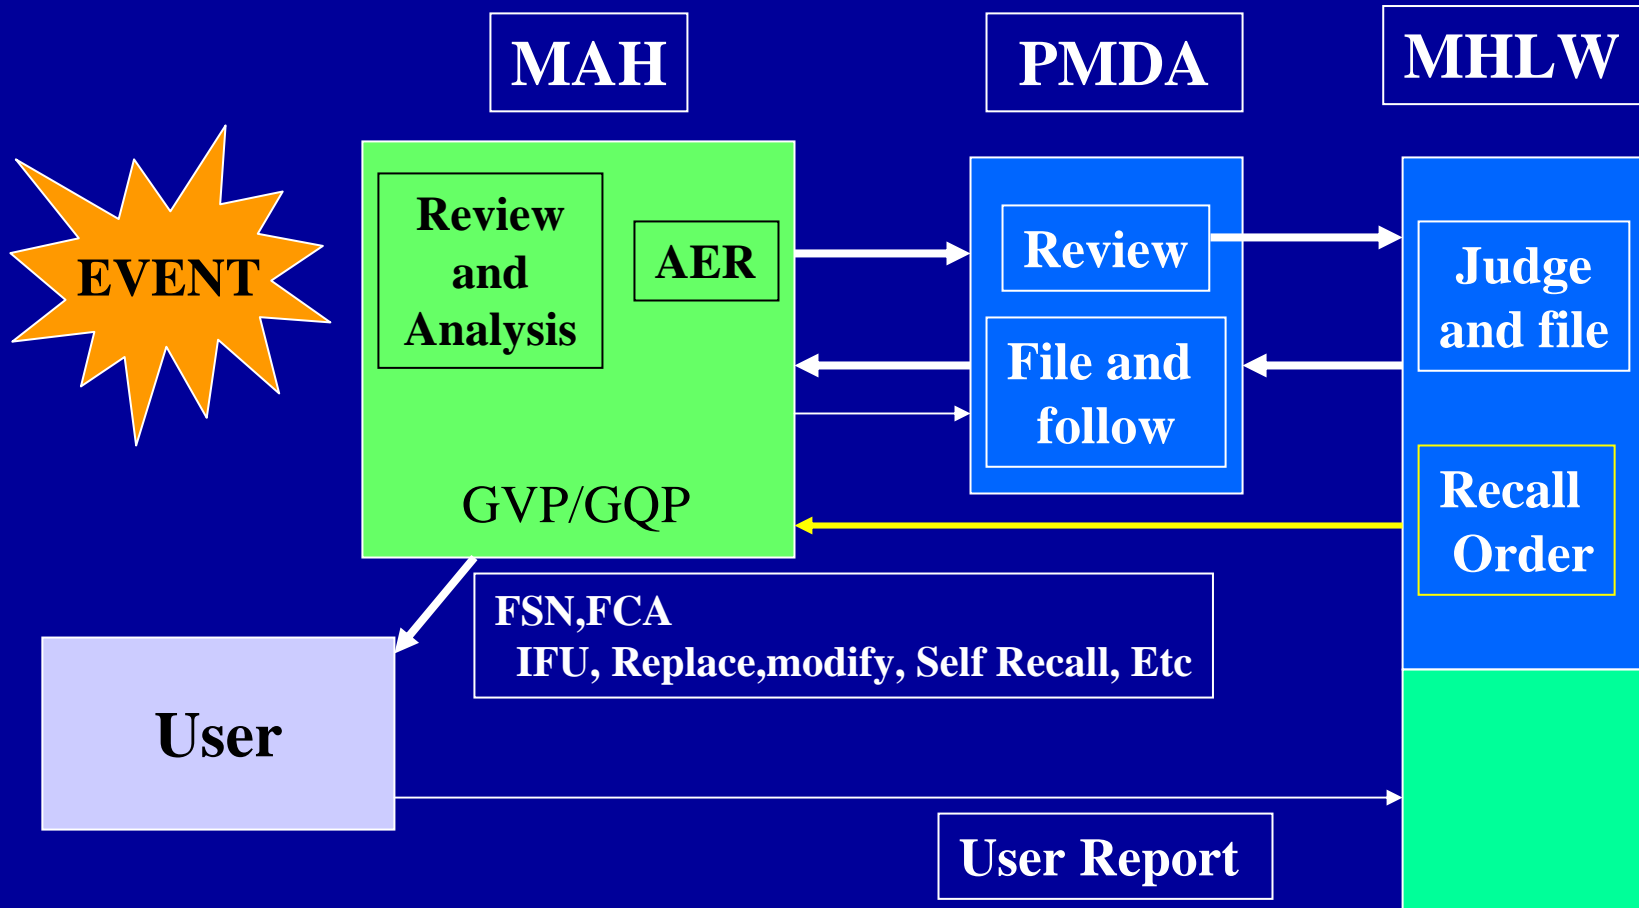 MAH
PMDA
MHLW
EVENT
Review
and
Analysis
AER
GVP/GQP
Review
File and
follow
Judge
and file
Recall
Order
FSN,FCA
IFU, Replace,modify, Self Recall, Etc
User
User Report